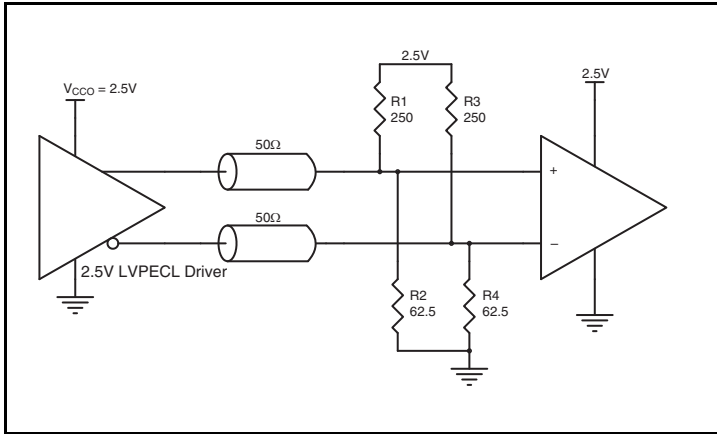 2.5V
V_CCO = 2.5V
2.5V
R1
250
R3
250
50Ω
+
50Ω
−
2.5V LVPECL Driver
R2
62.5
R4
62.5